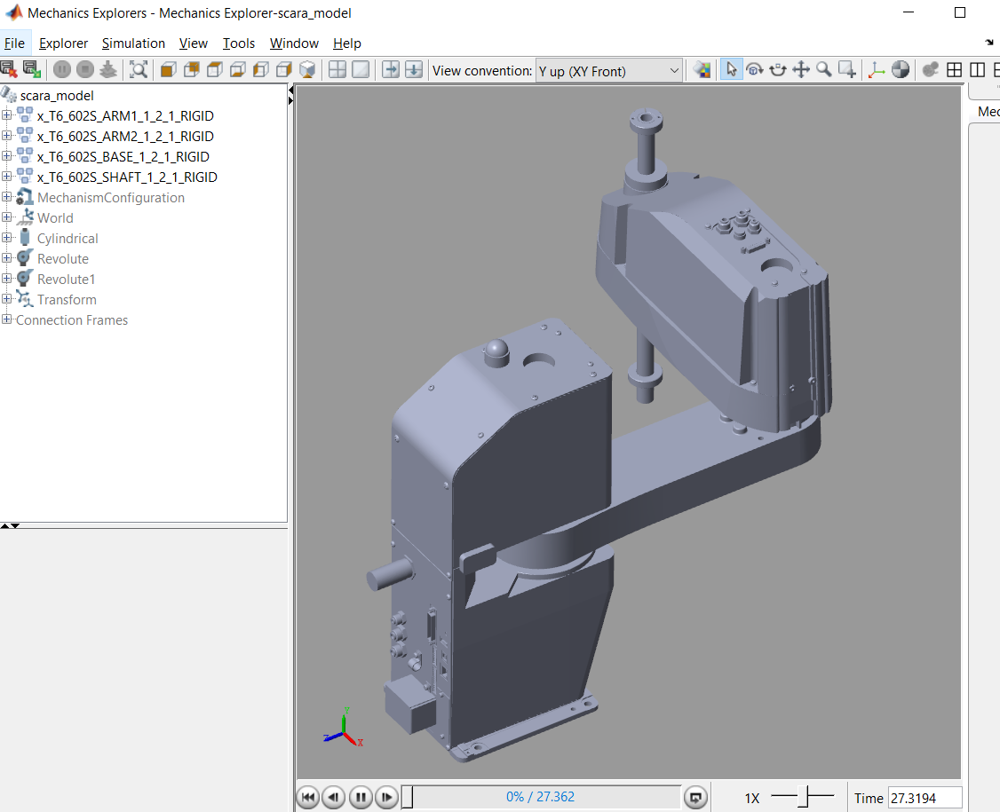 Mechanics Explorers - Mechanics Explorer-scara_model
File Explorer Simulation View Tools Window Help
View convention: Y up (XY Front)
scara_model
x_T6_602S_ARM1_1_2_1_RIGID
x_T6_602S_ARM2_1_2_1_RIGID
x_T6_602S_BASE_1_2_1_RIGID
x_T6_602S_SHAFT_1_2_1_RIGID
MechanismConfiguration
World
Cylindrical
Revolute
Revolute1
Transform
Connection Frames
Mec
Y
Z
X
0% / 27.362
1X
Time 27.3194